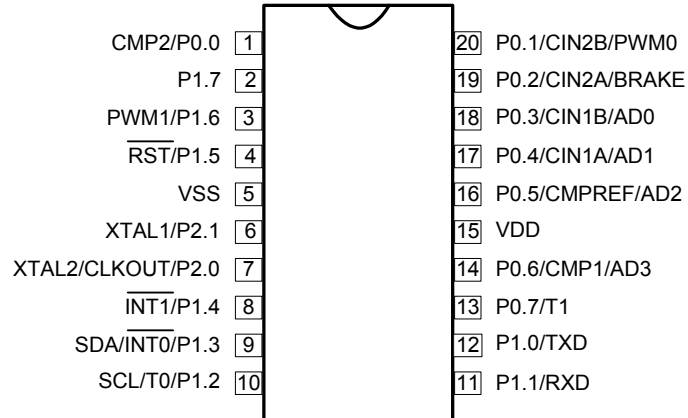 CMP2/P0.0 1 20 P0.1/CIN2B/PWM0
P1.7 2 19 P0.2/CIN2A/BRAKE
PWM1/P1.6 3 18 P0.3/CIN1B/AD0
RST/P1.5 4 17 P0.4/CIN1A/AD1
VSS 5 16 P0.5/CMPREF/AD2
XTAL1/P2.1 6 15 VDD
XTAL2/CLKOUT/P2.0 7 14 P0.6/CMP1/AD3
INT1/P1.4 8 13 P0.7/T1
SDA/INT0/P1.3 9 12 P1.0/TXD
SCL/T0/P1.2 10 11 P1.1/RXD